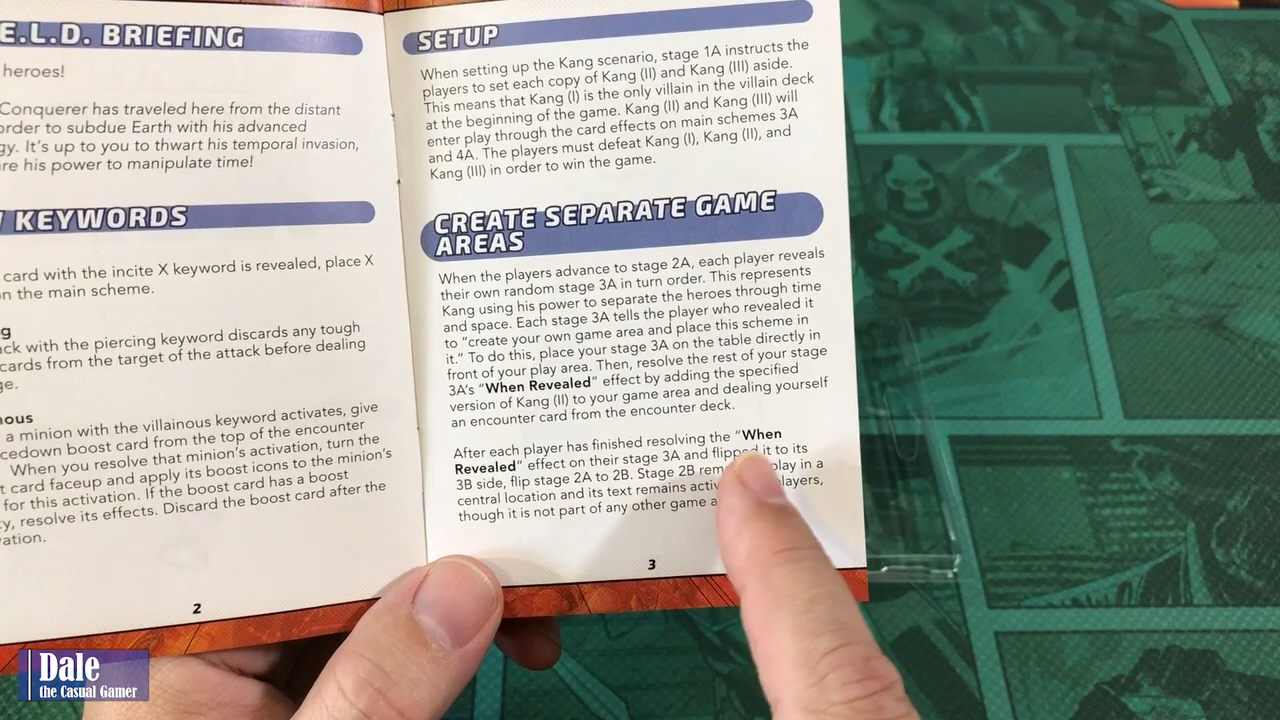 E.L.D. BRIEFING
heroes!
Conquerer has traveled here from the distant
order to subdue Earth with his advanced
gy. It's up to you to thwart his temporal invasion,
re his power to manipulate time!
KEYWORDS
card with the incite X keyword is revealed, place X
n the main scheme.
g
ck with the piercing keyword discards any tough
cards from the target of the attack before dealing
ge.
nous
a minion with the villainous keyword activates, give
cedown boost card from the top of the encounter
When you resolve that minion's activation, turn the
t card faceup and apply its boost icons to the minion's
for this activation. If the boost card has a boost
ty, resolve its effects. Discard the boost card after the
vation.
2
SETUP
When setting up the Kang scenario, stage 1A instructs the
players to set each copy of Kang (II) and Kang (III) aside.
This means that Kang (I) is the only villain in the villain deck
at the beginning of the game. Kang (II) and Kang (III) will
enter play through the card effects on main schemes 3A
and 4A. The players must defeat Kang (I), Kang (II), and
Kang (III) in order to win the game.
CREATE SEPARATE GAME
AREAS
When the players advance to stage 2A, each player reveals
their own random stage 3A in turn order. This represents
Kang using his power to separate the heroes through time
and space. Each stage 3A tells the player who revealed it
to "create your own game area and place this scheme in
it." To do this, place your stage 3A on the table directly in
front of your play area. Then, resolve the rest of your stage
3A's "When Revealed" effect by adding the specified
version of Kang (II) to your game area and dealing yourself
an encounter card from the encounter deck.
After each player has finished resolving the "When
Revealed" effect on their stage 3A and flipped it to its
3B side, flip stage 2A to 2B. Stage 2B rem play in a
central location and its text remains activ layers,
though it is not part of any other game a
3
Dale
the Casual Gamer